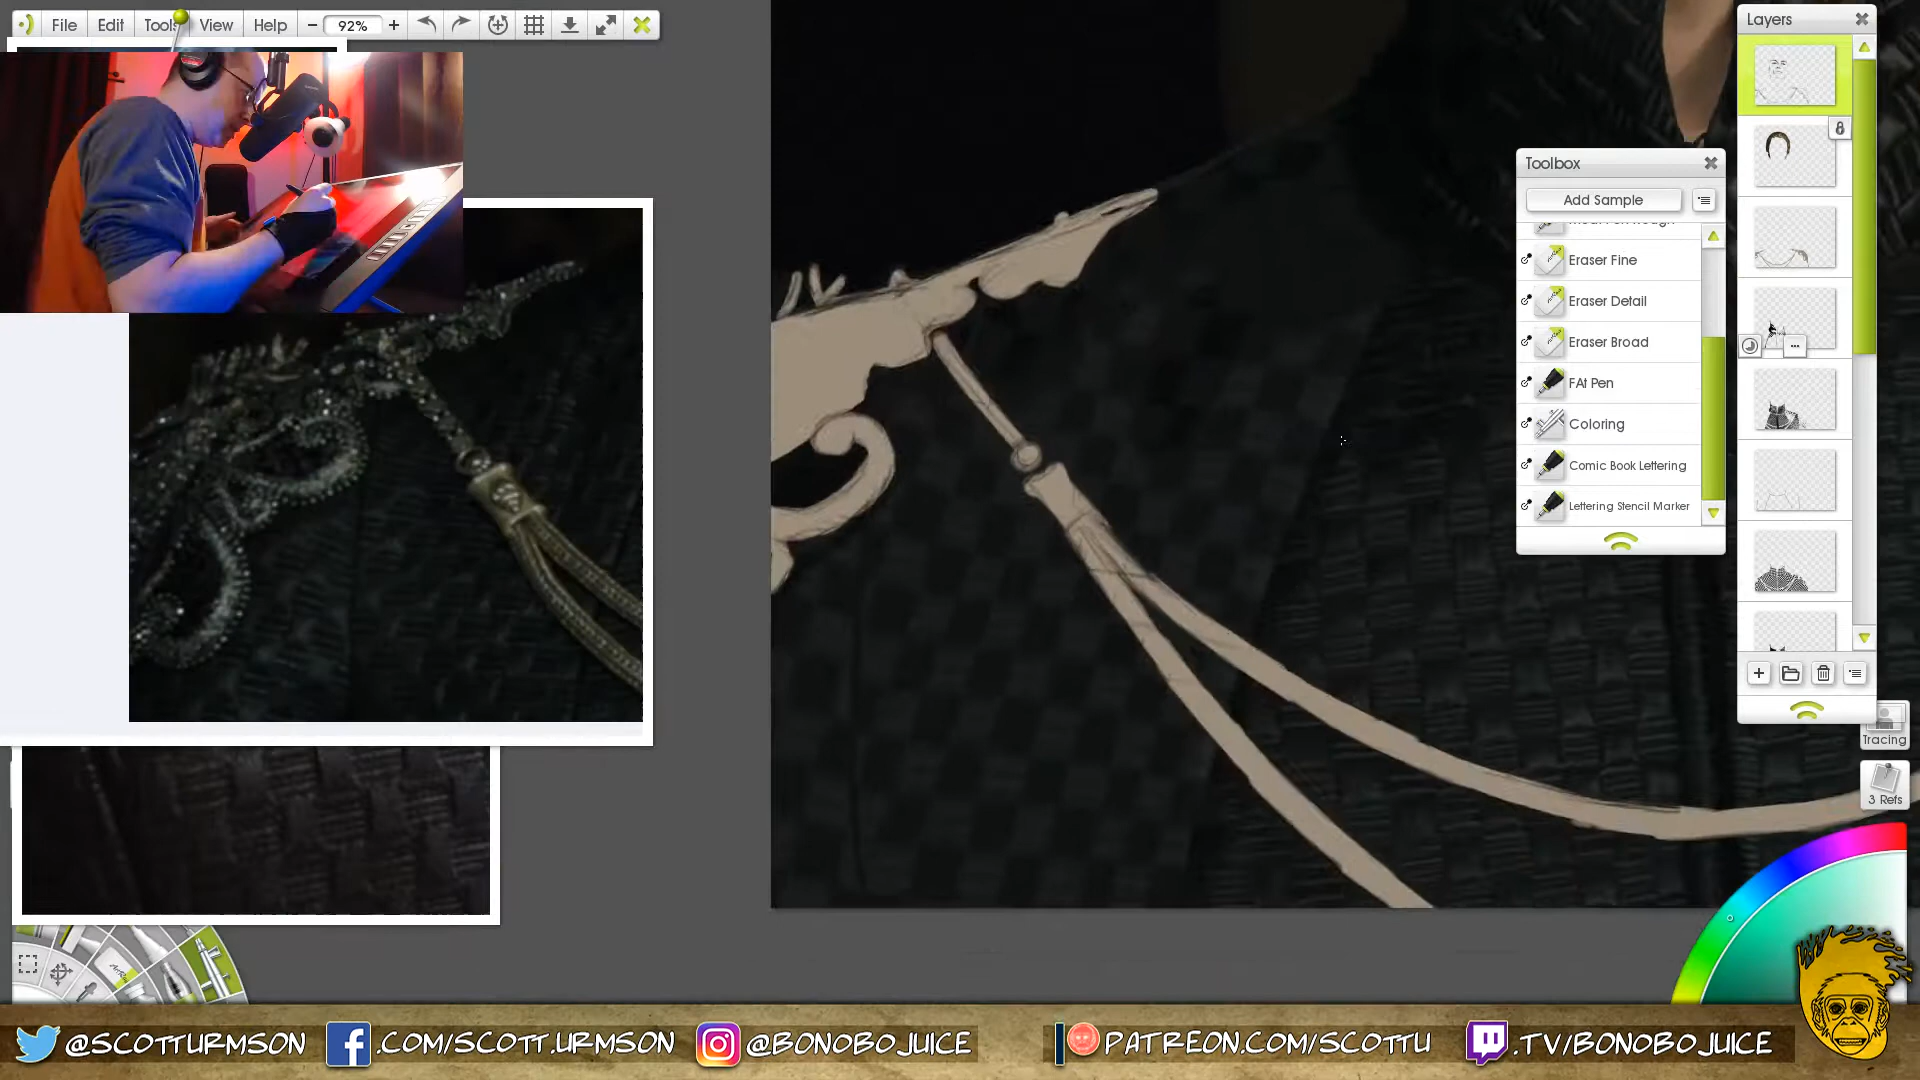 File Edit Tools View Help 92%
Layers
Toolbox
Add Sample
Eraser Fine
Eraser Detail
Eraser Broad
FAt Pen
Coloring
Comic Book Lettering
Lettering Stencil Marker
Tracing
3 Refs
@SCOTTURMSON .COM/SCOTT.URMSON @BONOBOJUICE PATREON.COM/SCOTTU .TV/BONOBOJUICE